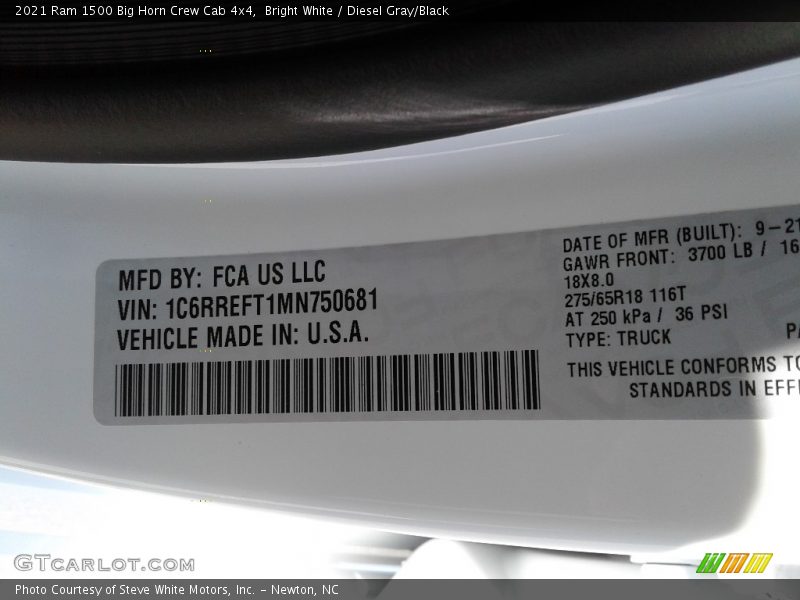 2021 Ram 1500 Big Horn Crew Cab 4x4, Bright White / Diesel Gray/Black
MFD BY: FCA US LLC
VIN: 1C6RREFT1MN750681
VEHICLE MADE IN: U.S.A.
DATE OF MFR (BUILT): 9-21
GAWR FRONT: 3700 LB / 16
18X8.0
275/65R18 116T
AT 250 kPa / 36 PSI
TYPE: TRUCK PA
THIS VEHICLE CONFORMS TO
STANDARDS IN EFF
GTCARLOT.COM
Photo Courtesy of Steve White Motors, Inc. – Newton, NC